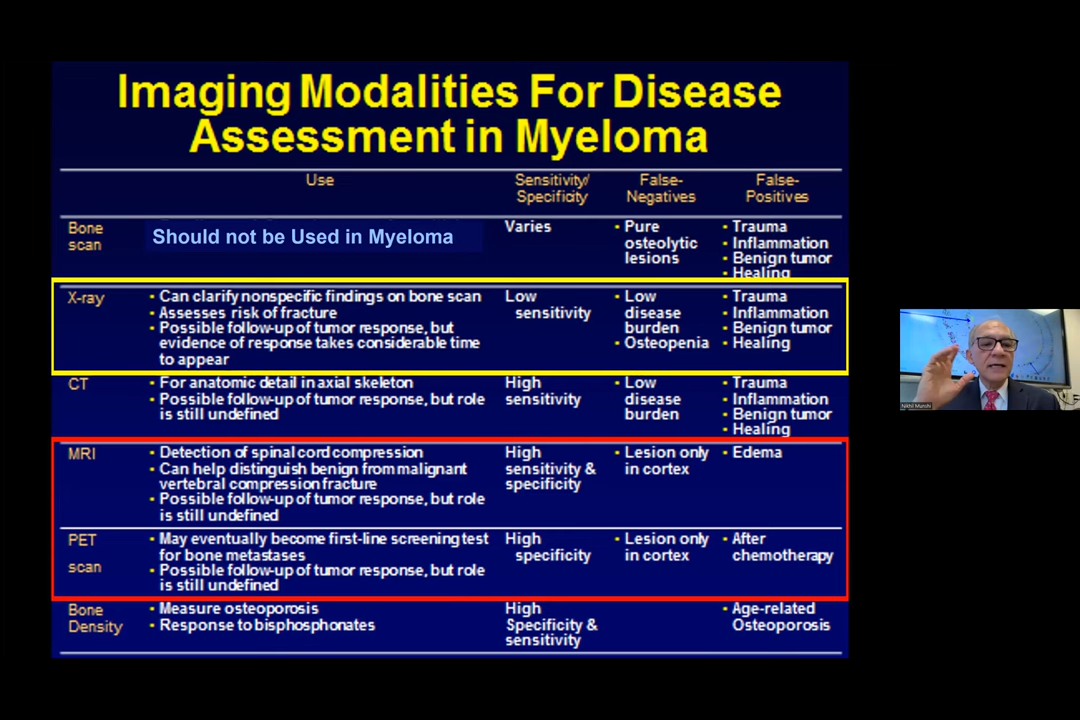 Imaging Modalities For Disease
Assessment in Myeloma
Use
Sensitivity/
Specificity
False-
Negatives
False-
Positives
Bone
scan
Should not be Used in Myeloma
Varies
• Pure
osteolytic
lesions
• Trauma
• Inflammation
• Benign tumor
• Healing
X-ray
• Can clarify nonspecific findings on bone scan
• Assesses risk of fracture
• Possible follow-up of tumor response, but
evidence of response takes considerable time
to appear
Low
sensitivity
• Low
disease
burden
• Osteopenia
• Trauma
• Inflammation
• Benign tumor
• Healing
CT
• For anatomic detail in axial skeleton
• Possible follow-up of tumor response, but role
is still undefined
High
sensitivity
• Low
disease
burden
• Trauma
• Inflammation
• Benign tumor
• Healing
MRI
• Detection of spinal cord compression
• Can help distinguish benign from malignant
vertebral compression fracture
• Possible follow-up of tumor response, but role
is still undefined
High
sensitivity &
specificity
• Lesion only
in cortex
• Edema
PET
scan
• May eventually become first-line screening test
for bone metastases
• Possible follow-up of tumor response, but role
is still undefined
High
specificity
• Lesion only
in cortex
• After
chemotherapy
Bone
Density
• Measure osteoporosis
• Response to bisphosphonates
High
Specificity &
sensitivity
• Age-related
Osteoporosis
Nikhil Munshi